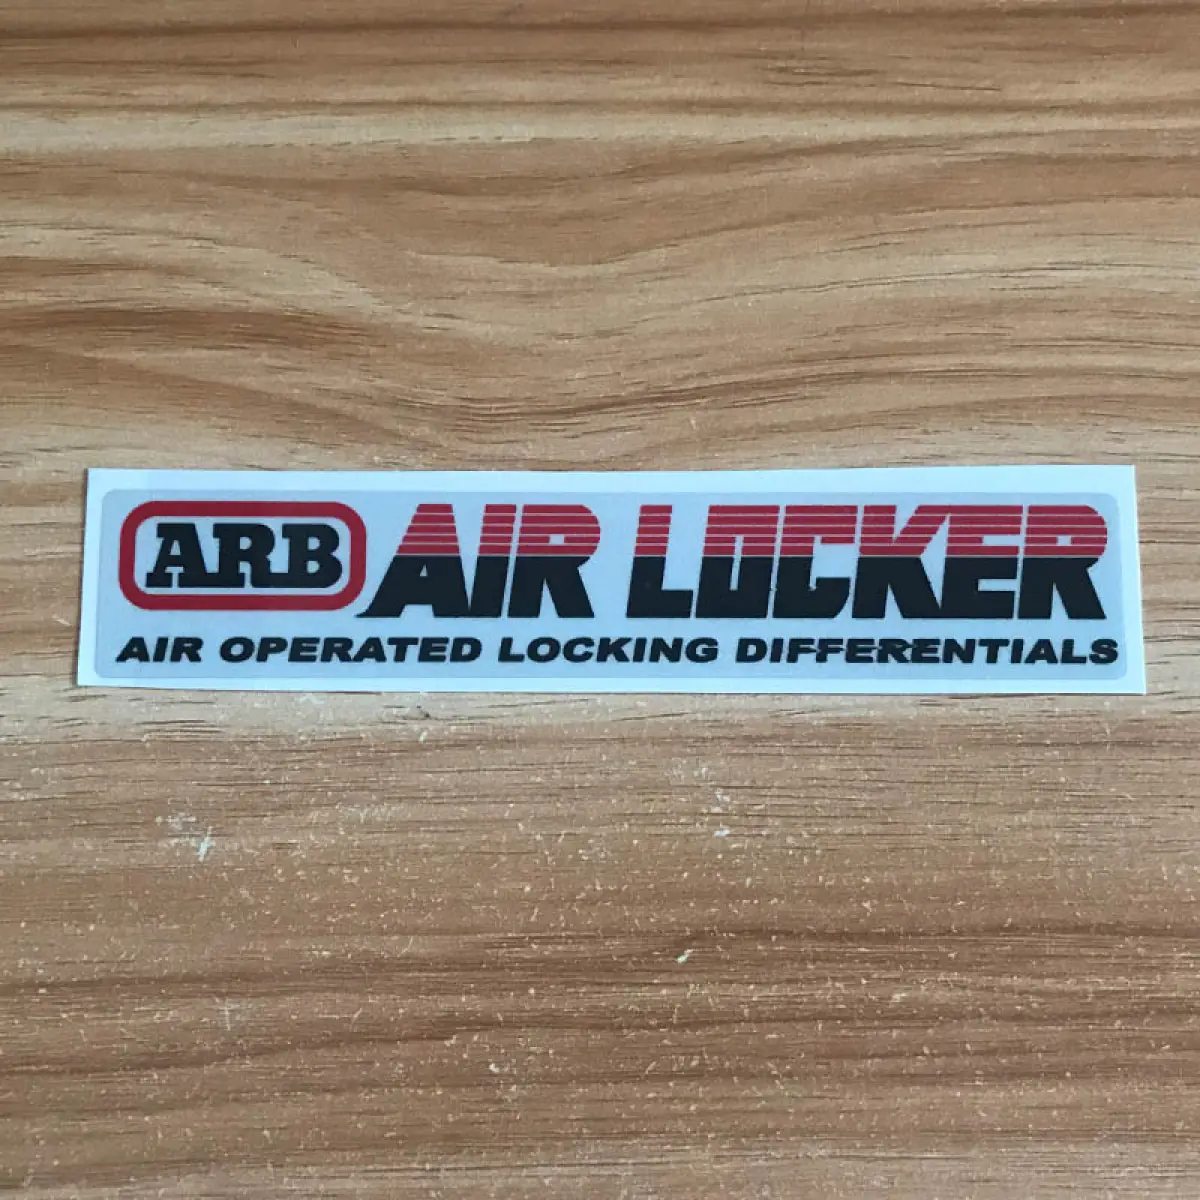 ARB AIR LOCKER
AIR OPERATED LOCKING DIFFERENTIALS